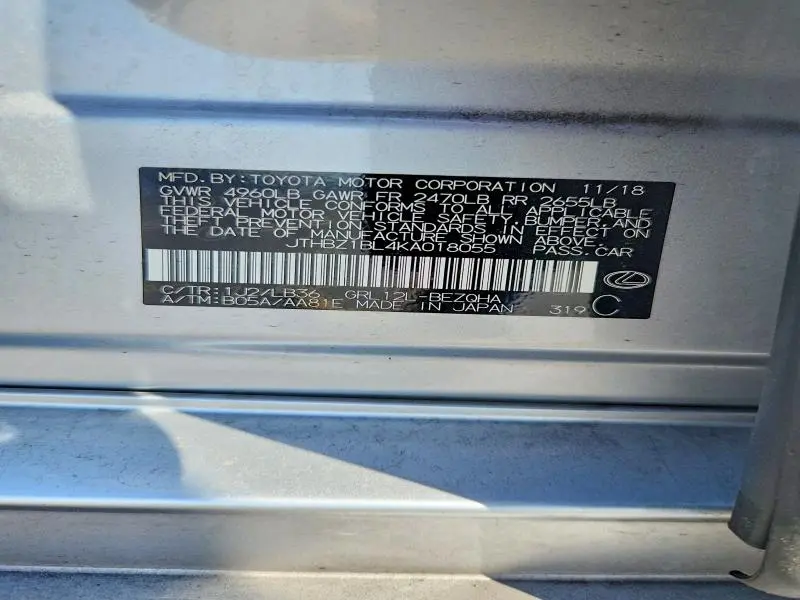 MFD. BY: TOYOTA MOTOR CORPORATION 11/18
GVWR 4960LB GAWR FR 2470LB RR 2655LB
THIS VEHICLE CONFORMS TO ALL APPLICABLE
FEDERAL MOTOR VEHICLE SAFETY, BUMPER, AND
THEFT PREVENTION STANDARDS IN EFFECT ON
THE DATE OF MANUFACTURE SHOWN ABOVE.
JTHBZ1BL4KA018055 PASS. CAR
C/TR: 1J2/LB36 GRL12L-BEZQHA
A/TM: B05A/AA81E MADE IN JAPAN 319 C